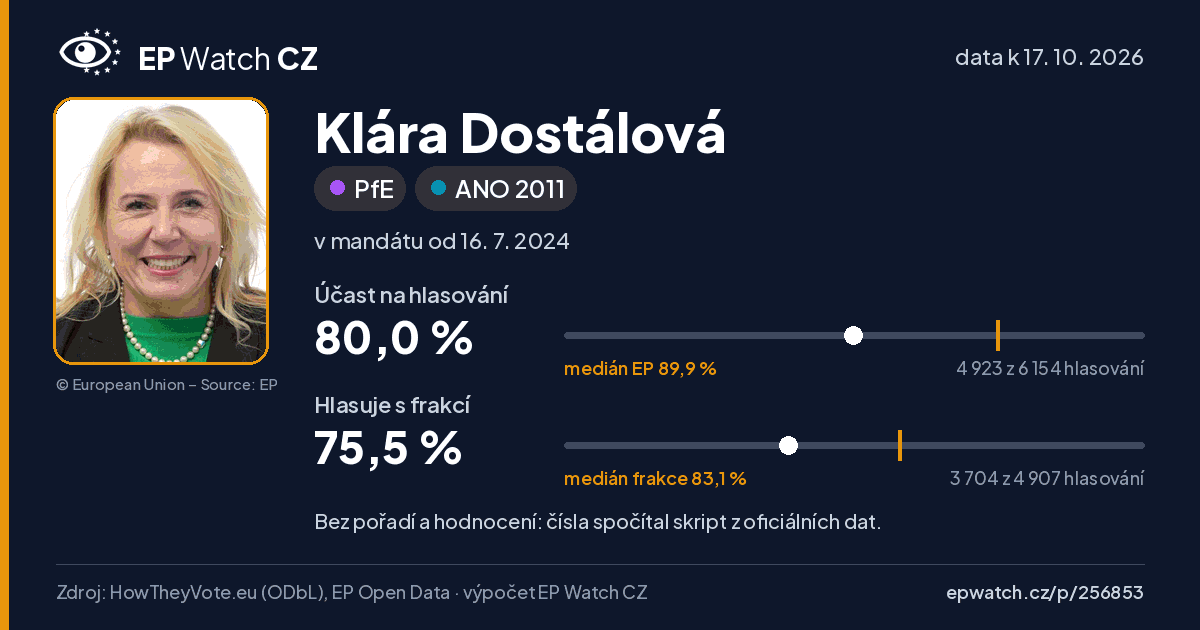 EP Watch CZ
data k 17. 10. 2026
Klára Dostálová
PfE
ANO 2011
v mandátu od 16. 7. 2024
Účast na hlasování
80,0 %
medián EP 89,9 %
4 923 z 6 154 hlasování
© European Union – Source: EP
Hlasuje s frakcí
75,5 %
medián frakce 83,1 %
3 704 z 4 907 hlasování
Bez pořadí a hodnocení: čísla spočítal skript z oficiálních dat.
Zdroj: HowTheyVote.eu (ODbL), EP Open Data · výpočet EP Watch CZ
epwatch.cz/p/256853